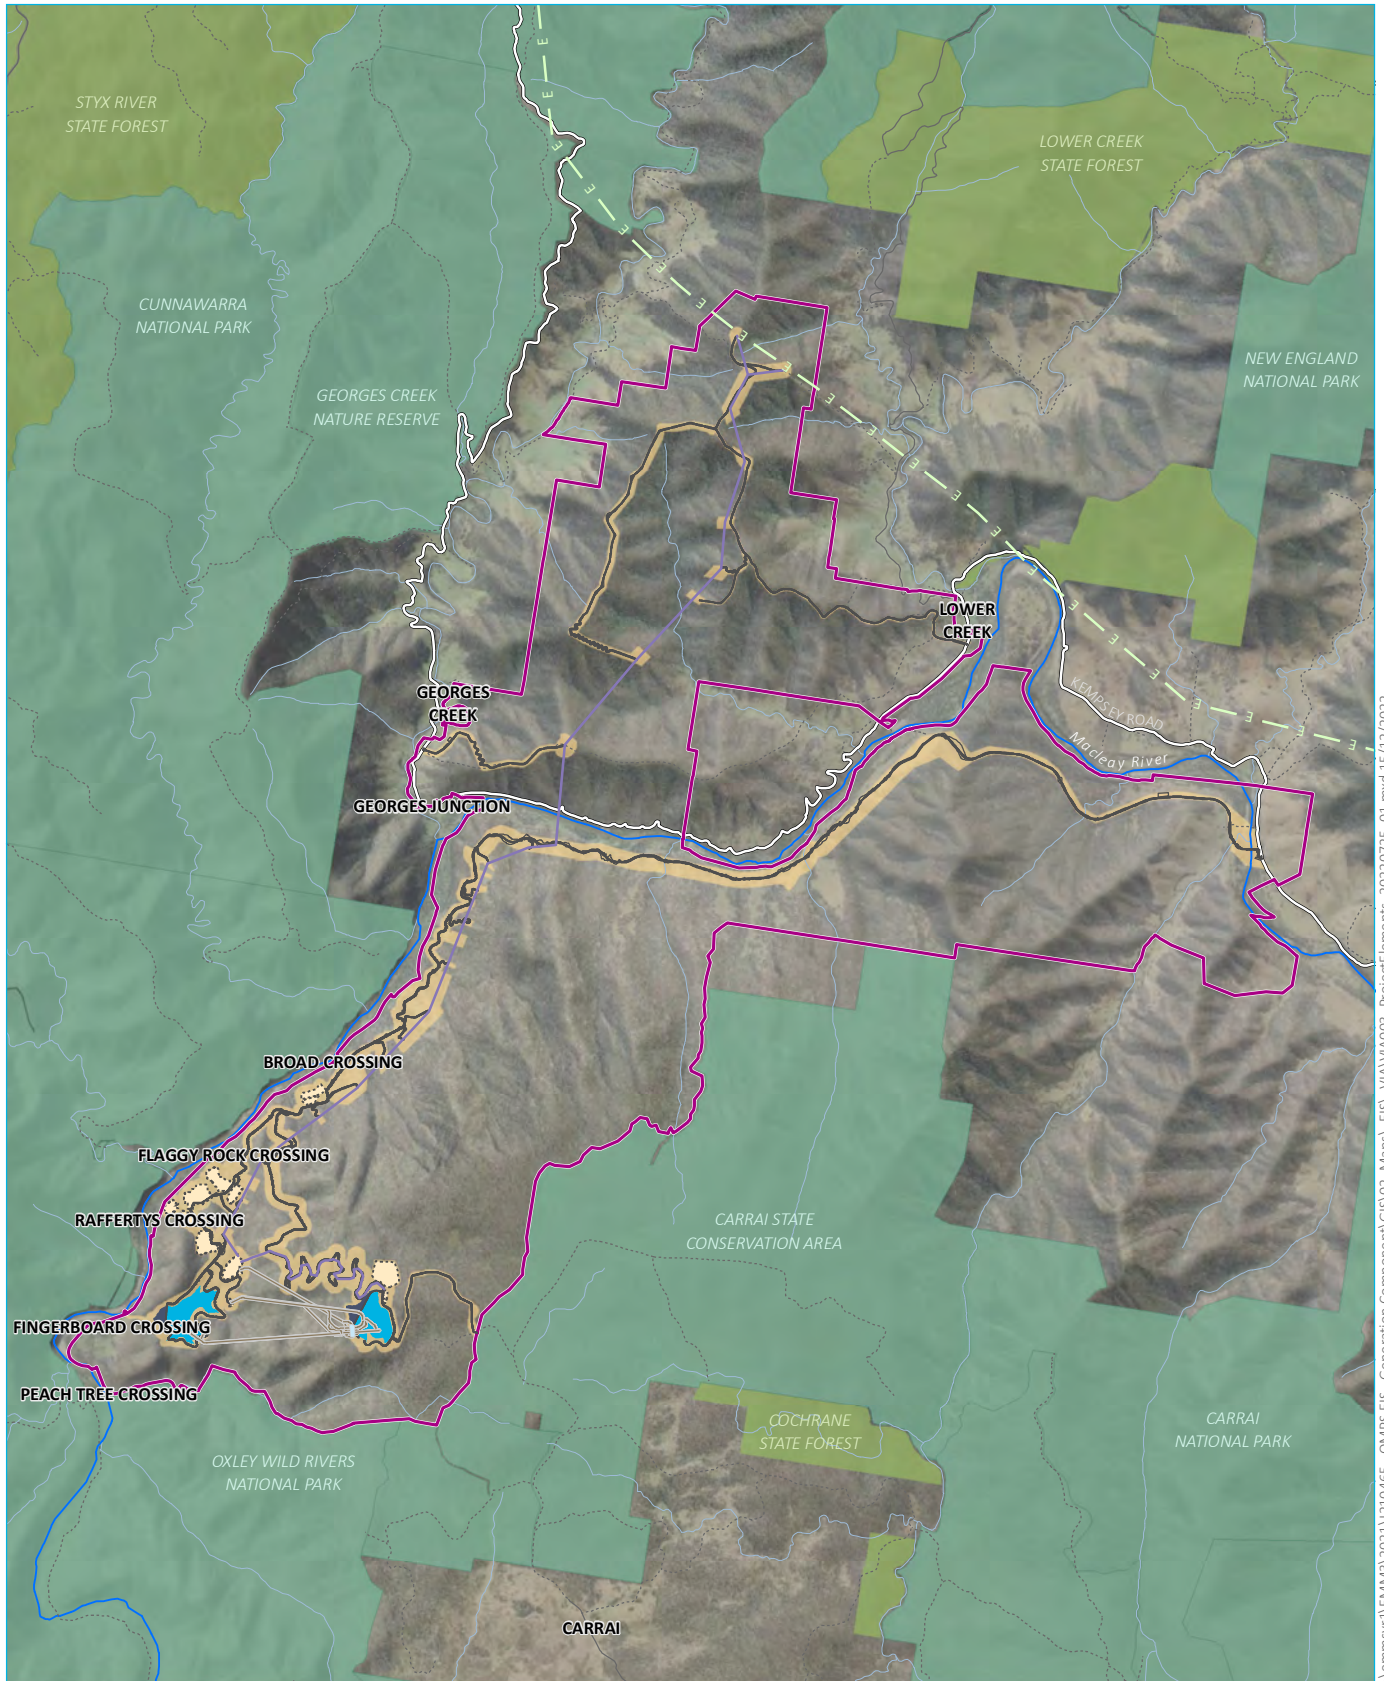 STYX RIVER
STATE FOREST
LOWER CREEK
STATE FOREST
CUNNAWARRA
NATIONAL PARK
NEW ENGLAND
NATIONAL PARK
GEORGES CREEK
NATURE RESERVE
LOWER
CREEK
GEORGES
CREEK
KEMPSEY ROAD
Macleay River
GEORGES JUNCTION
BROAD CROSSING
FLAGGY ROCK CROSSING
RAFFERTYS CROSSING
CARRAI STATE
CONSERVATION AREA
FINGERBOARD CROSSING
PEACH TREE CROSSING
COCHRANE
STATE FOREST
CARRAI
NATIONAL PARK
OXLEY WILD RIVERS
NATIONAL PARK
CARRAI